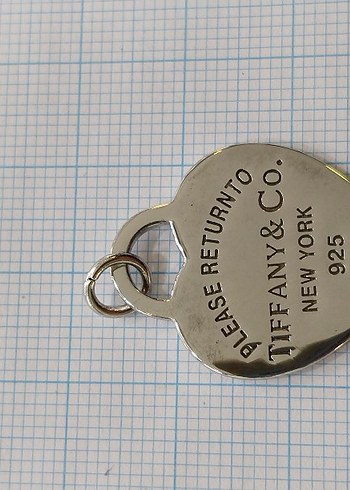 PLEASE RETURNTO
TIFFANY & CO.
NEW YORK
925